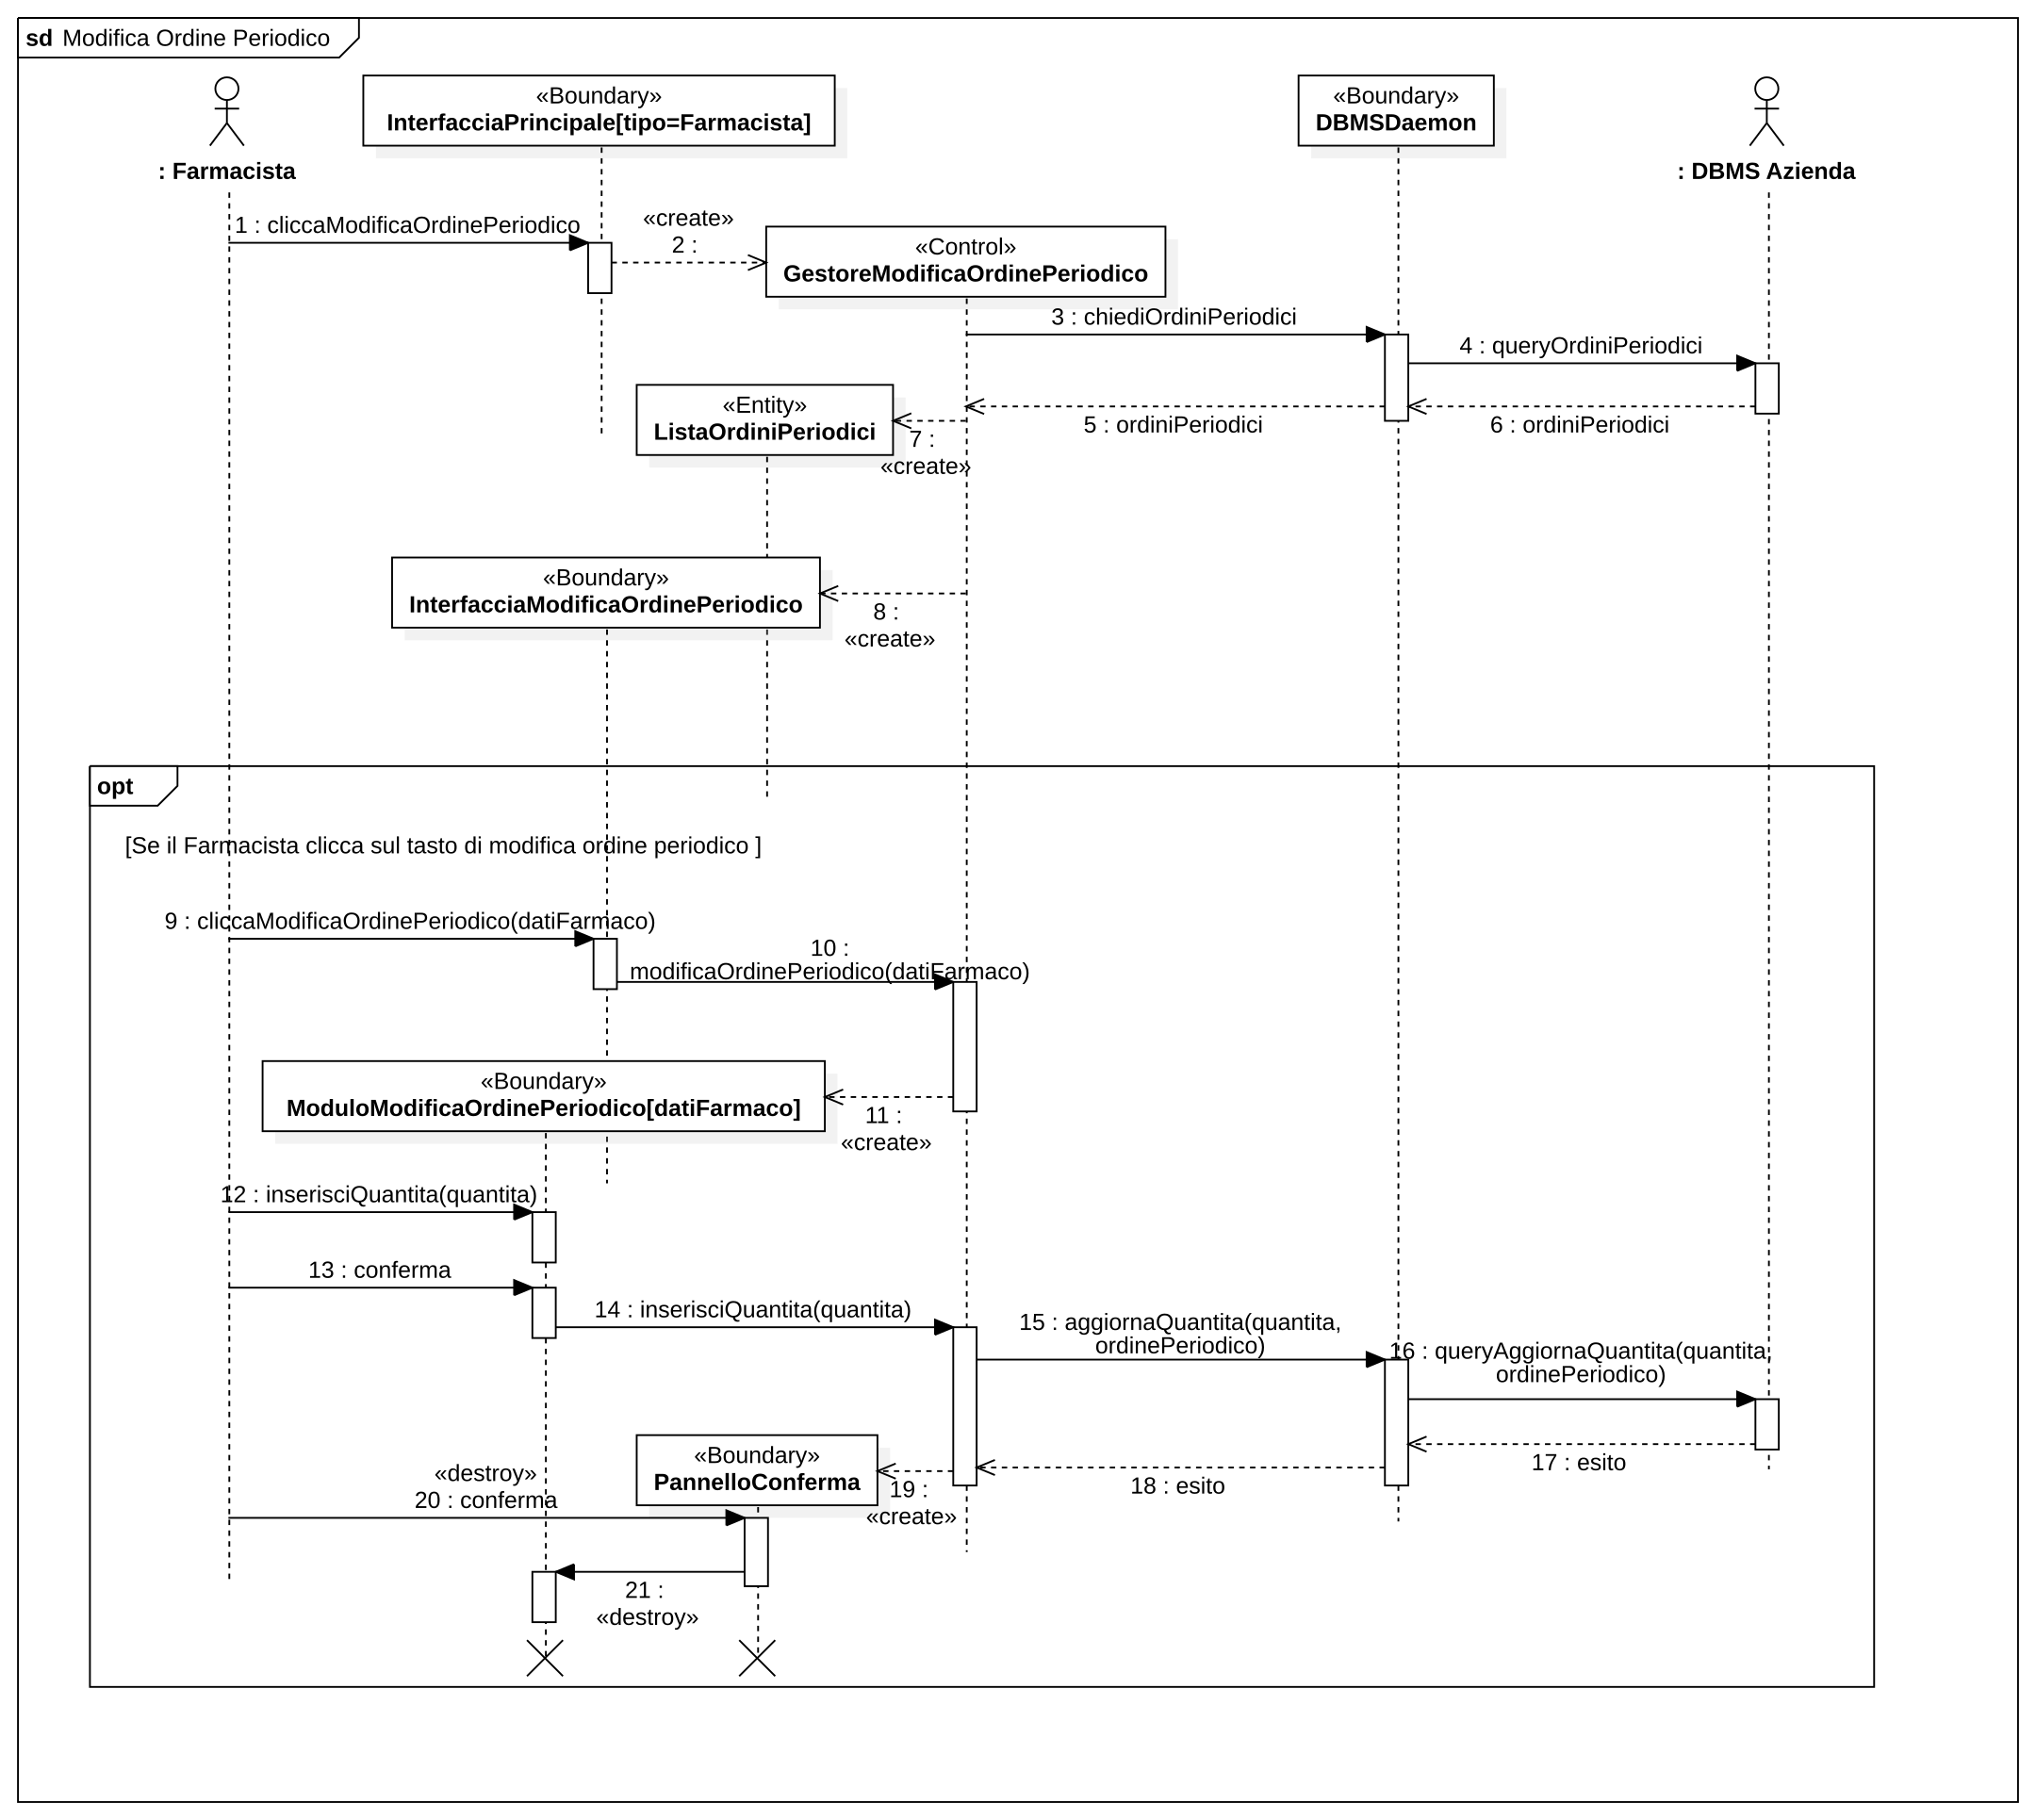 sd Modifica Ordine Periodico
«Boundary»
InterfacciaPrincipale[tipo=Farmacista]
«Boundary»
DBMSDaemon
: Farmacista
: DBMS Azienda
1 : cliccaModificaOrdinePeriodico
«create»
2 :
«Control»
GestoreModificaOrdinePeriodico
3 : chiediOrdiniPeriodici
4 : queryOrdiniPeriodici
«Entity»
ListaOrdiniPeriodici
5 : ordiniPeriodici
6 : ordiniPeriodici
7 :
«create»
«Boundary»
InterfacciaModificaOrdinePeriodico
8 :
«create»
opt
[Se il Farmacista clicca sul tasto di modifica ordine periodico ]
9 : cliccaModificaOrdinePeriodico(datiFarmaco)
10 :
modificaOrdinePeriodico(datiFarmaco)
«Boundary»
ModuloModificaOrdinePeriodico[datiFarmaco]
11 :
«create»
12 : inserisciQuantita(quantita)
13 : conferma
14 : inserisciQuantita(quantita)
15 : aggiornaQuantita(quantita,
ordinePeriodico)
16 : queryAggiornaQuantita(quantita,
ordinePeriodico)
«Boundary»
PannelloConferma
17 : esito
18 : esito
19 :
«create»
«destroy»
20 : conferma
21 :
«destroy»